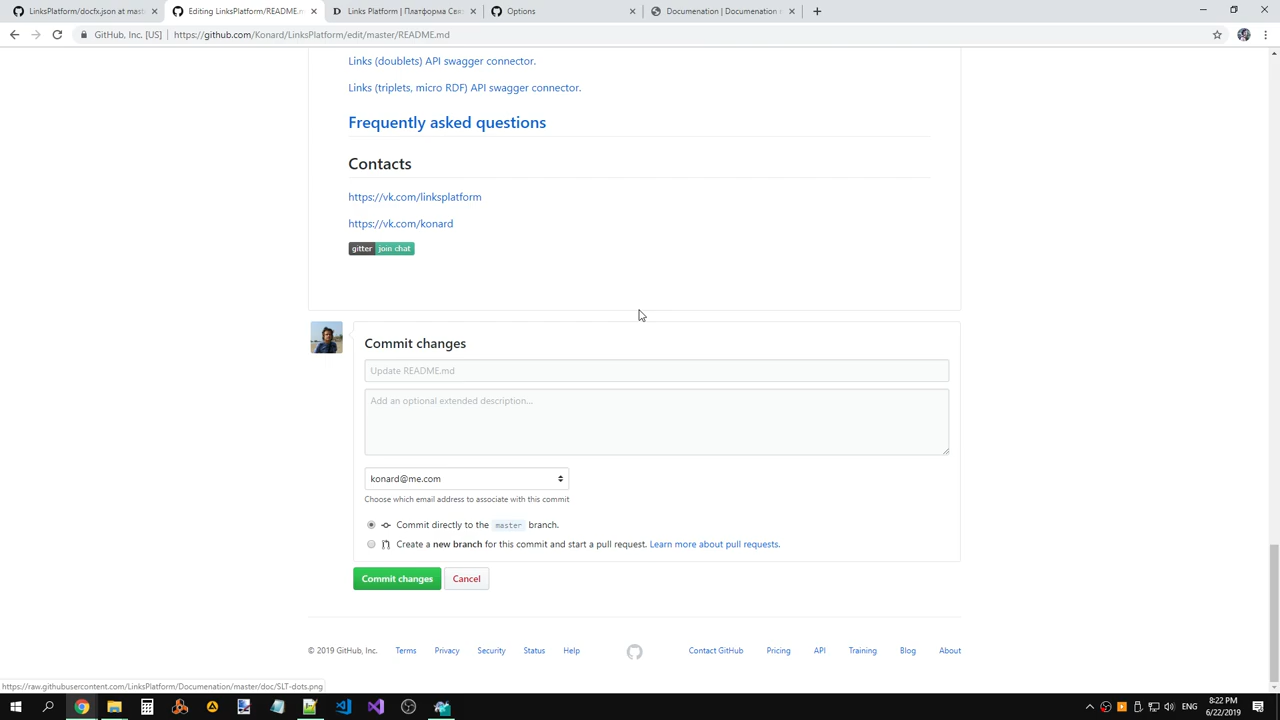 LinksPlatform/docfx.json at mast
Editing LinksPlatform/README.m
Links Platform | Платформа Свя
Options
Documenation | Documenation
GitHub, Inc. [US]
https://github.com/Konard/LinksPlatform/edit/master/README.md
Links (doublets) API swagger connector.
Links (triplets, micro RDF) API swagger connector.
Frequently asked questions
Contacts
https://vk.com/linksplatform
https://vk.com/konard
gitter join chat
Commit changes
Update README.md
Add an optional extended description...
konard@me.com
Choose which email address to associate with this commit
Commit directly to the master branch.
Create a new branch for this commit and start a pull request. Learn more about pull requests.
Commit changes
Cancel
© 2019 GitHub, Inc.
Terms
Privacy
Security
Status
Help
Contact GitHub
Pricing
API
Training
Blog
About
https://raw.githubusercontent.com/LinksPlatform/Documenation/master/doc/SLT-dots.png
ENG
8:22 PM
6/22/2019